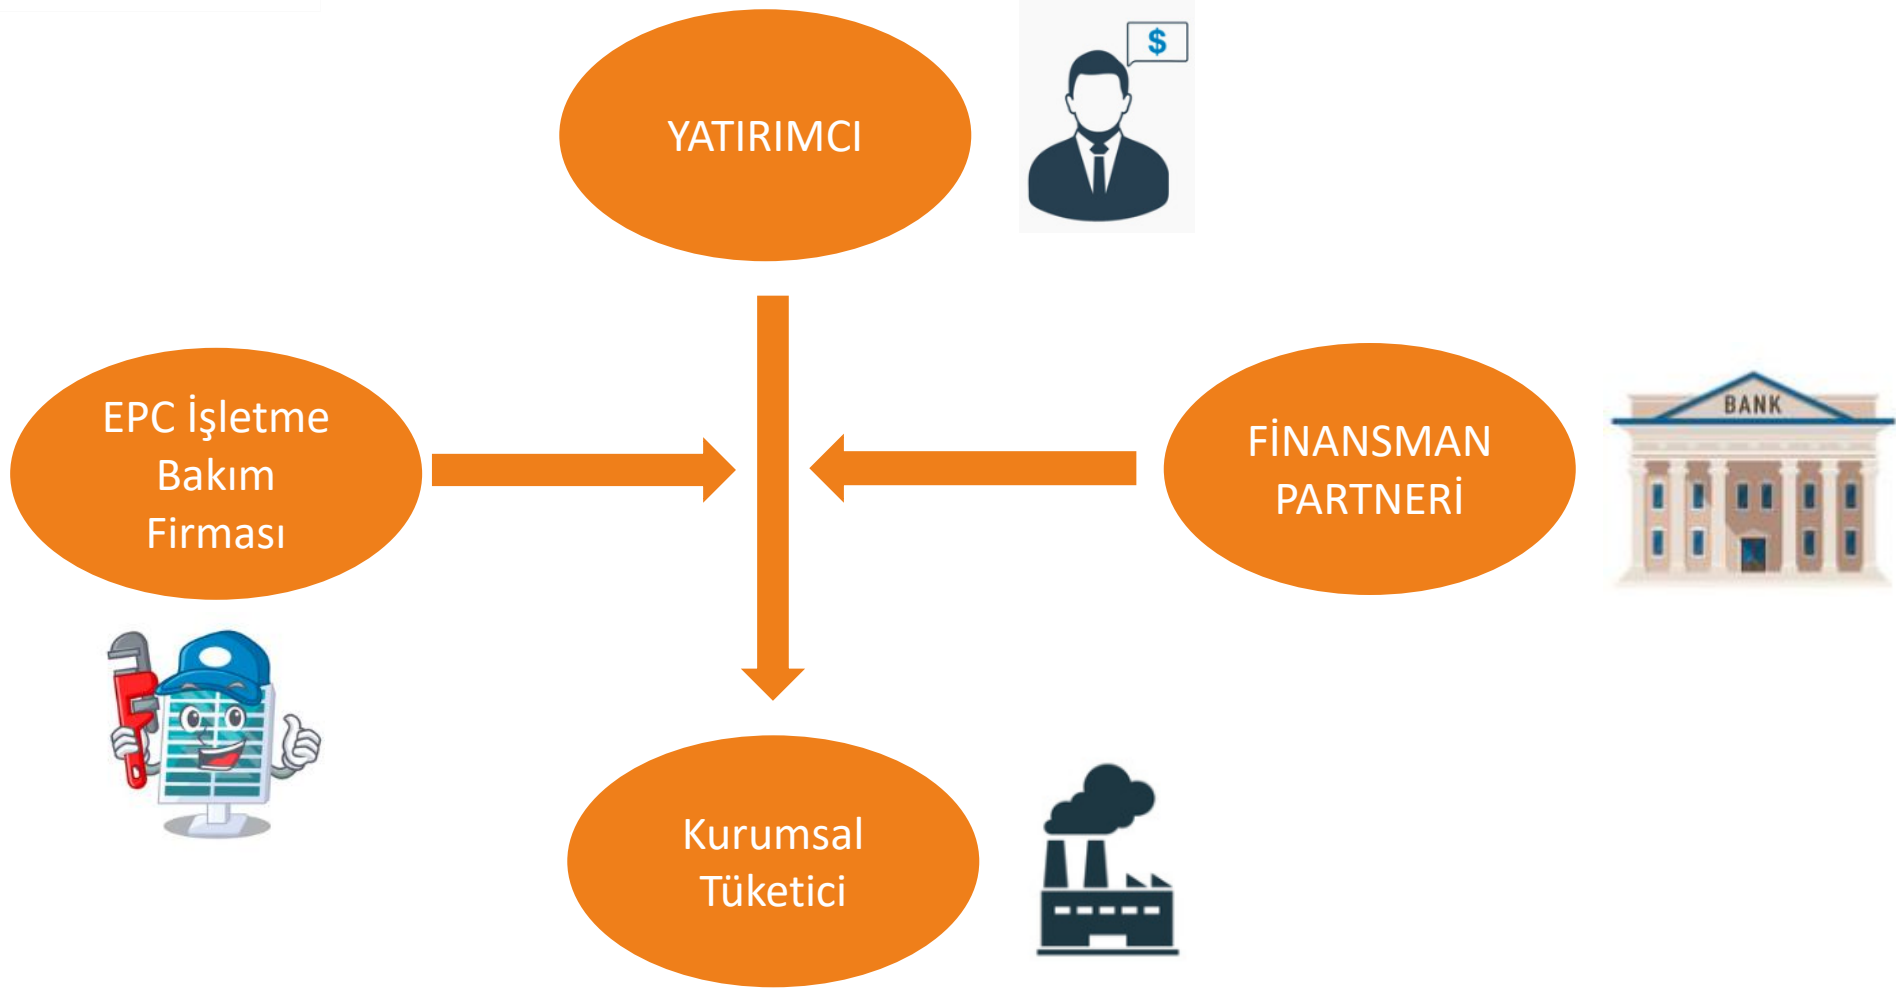 YATIRIMCI
$
EPC İşletme
Bakım
Firması
FİNANSMAN
PARTNERİ
BANK
Kurumsal
Tüketici